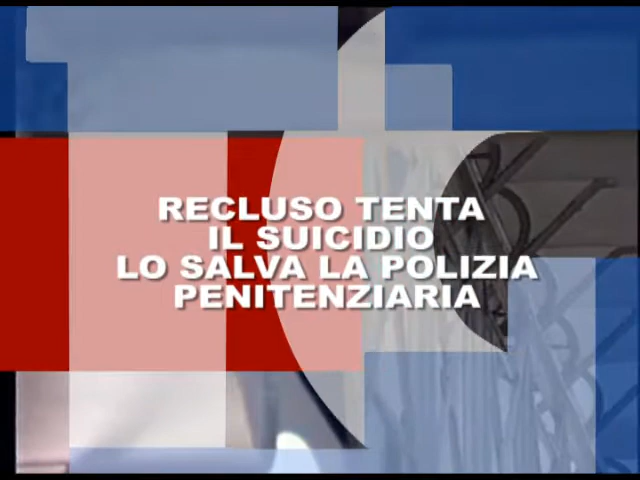 RECLUSO TENTA
IL SUICIDIO
LO SALVA LA POLIZIA
PENITENZIARIA